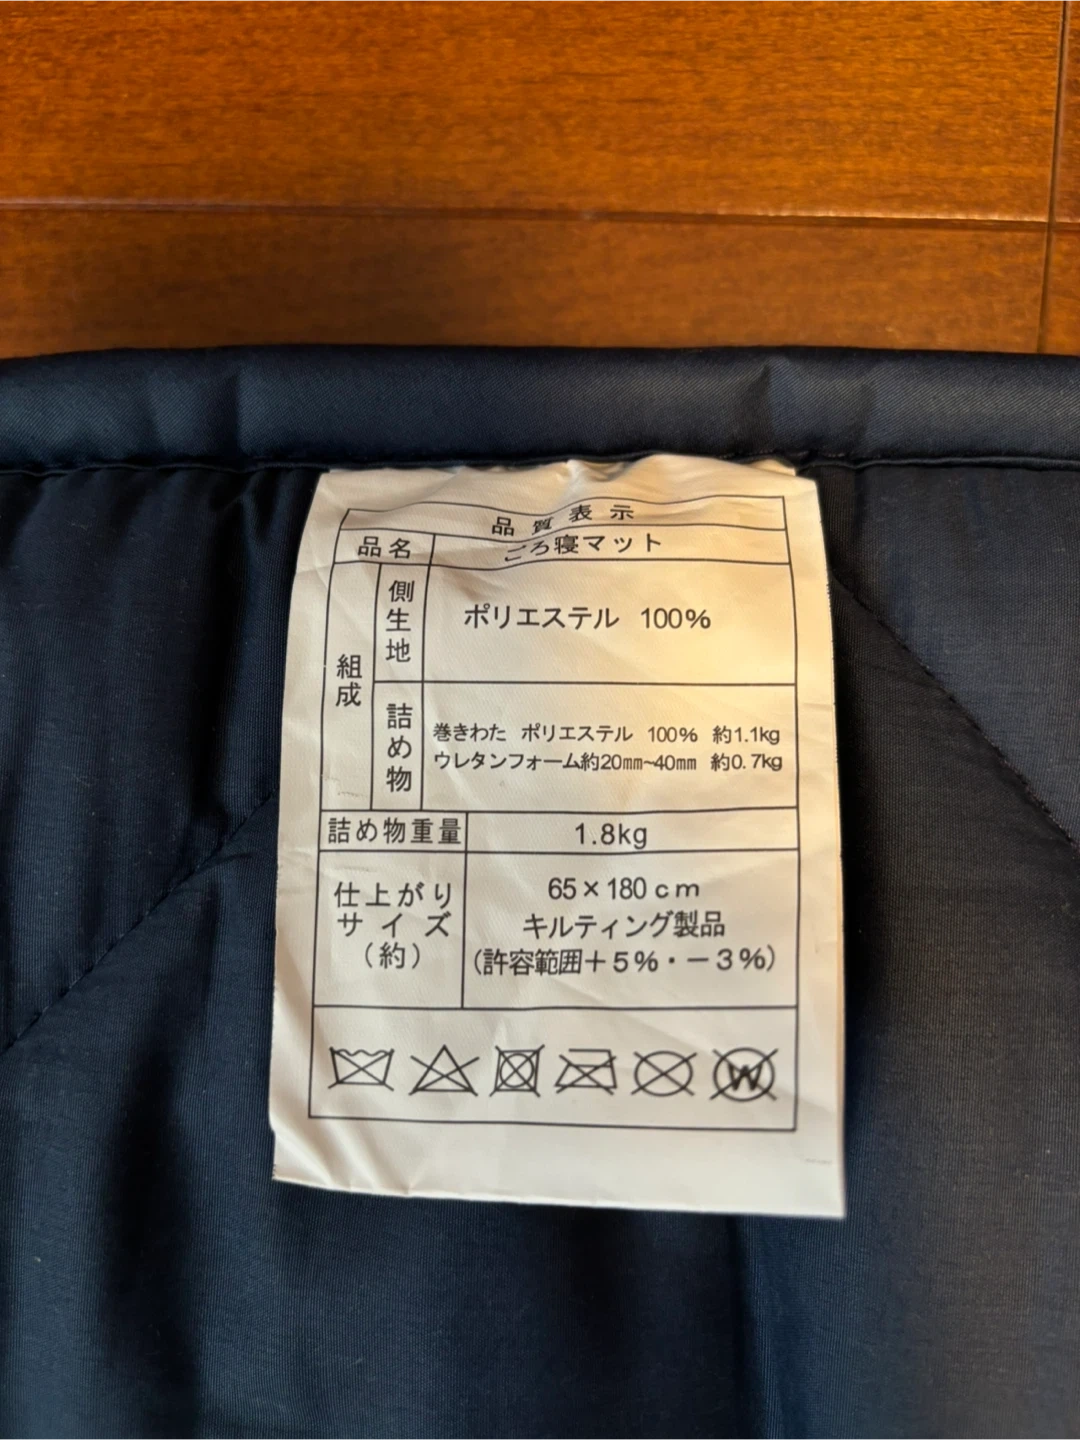 品質表示
品名 ごろ寝マット
組成 側生地 ポリエステル 100%
詰め物 巻きわた ポリエステル 100% 約1.1kg
ウレタンフォーム約20mm~40mm 約0.7kg
詰め物重量 1.8kg
仕上がりサイズ(約) 65×180cm
キルティング製品
(許容範囲+5%・-3%)
W